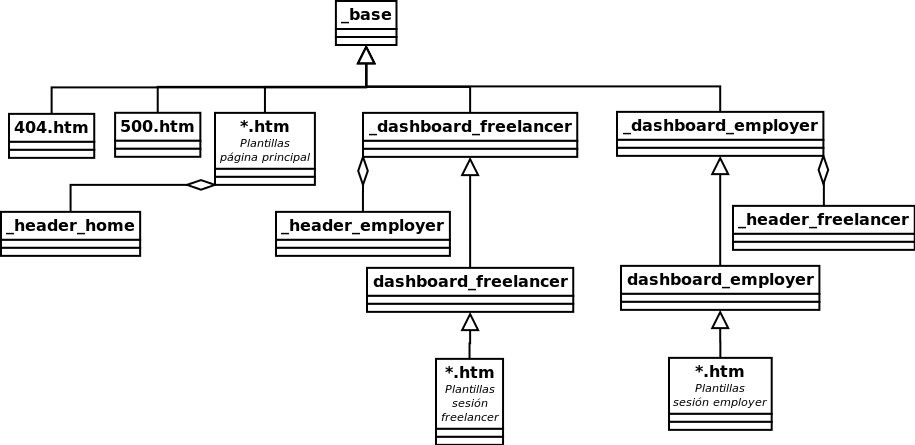 _base
404.htm
500.htm
*.htm
Plantillas
página principal
_dashboard_freelancer
_dashboard_employer
_header_home
_header_employer
_header_freelancer
dashboard_freelancer
dashboard_employer
*.htm
Plantillas
sesión
freelancer
*.htm
Plantillas
sesión employer